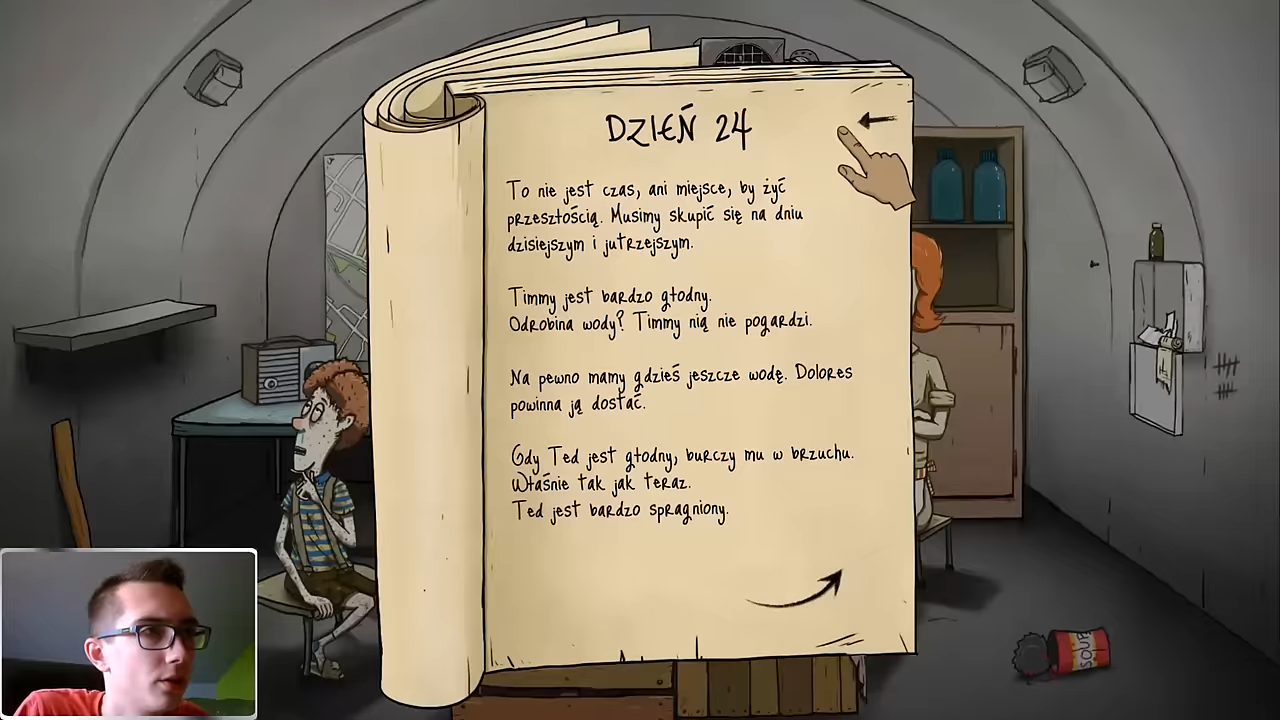 DZIEŃ 24
To nie jest czas, ani miejsce, by żyć
przeszłością. Musimy skupić się na dniu
dzisiejszym i jutrzejszym.
Timmy jest bardzo głodny.
Odrobina wody? Timmy nią nie pogardzi.
Na pewno mamy gdzieś jeszcze wodę. Dolores
powinna ją dostać.
Gdy Ted jest głodny, burczy mu w brzuchu.
Właśnie tak jak teraz.
Ted jest bardzo spragniony.
SOUP